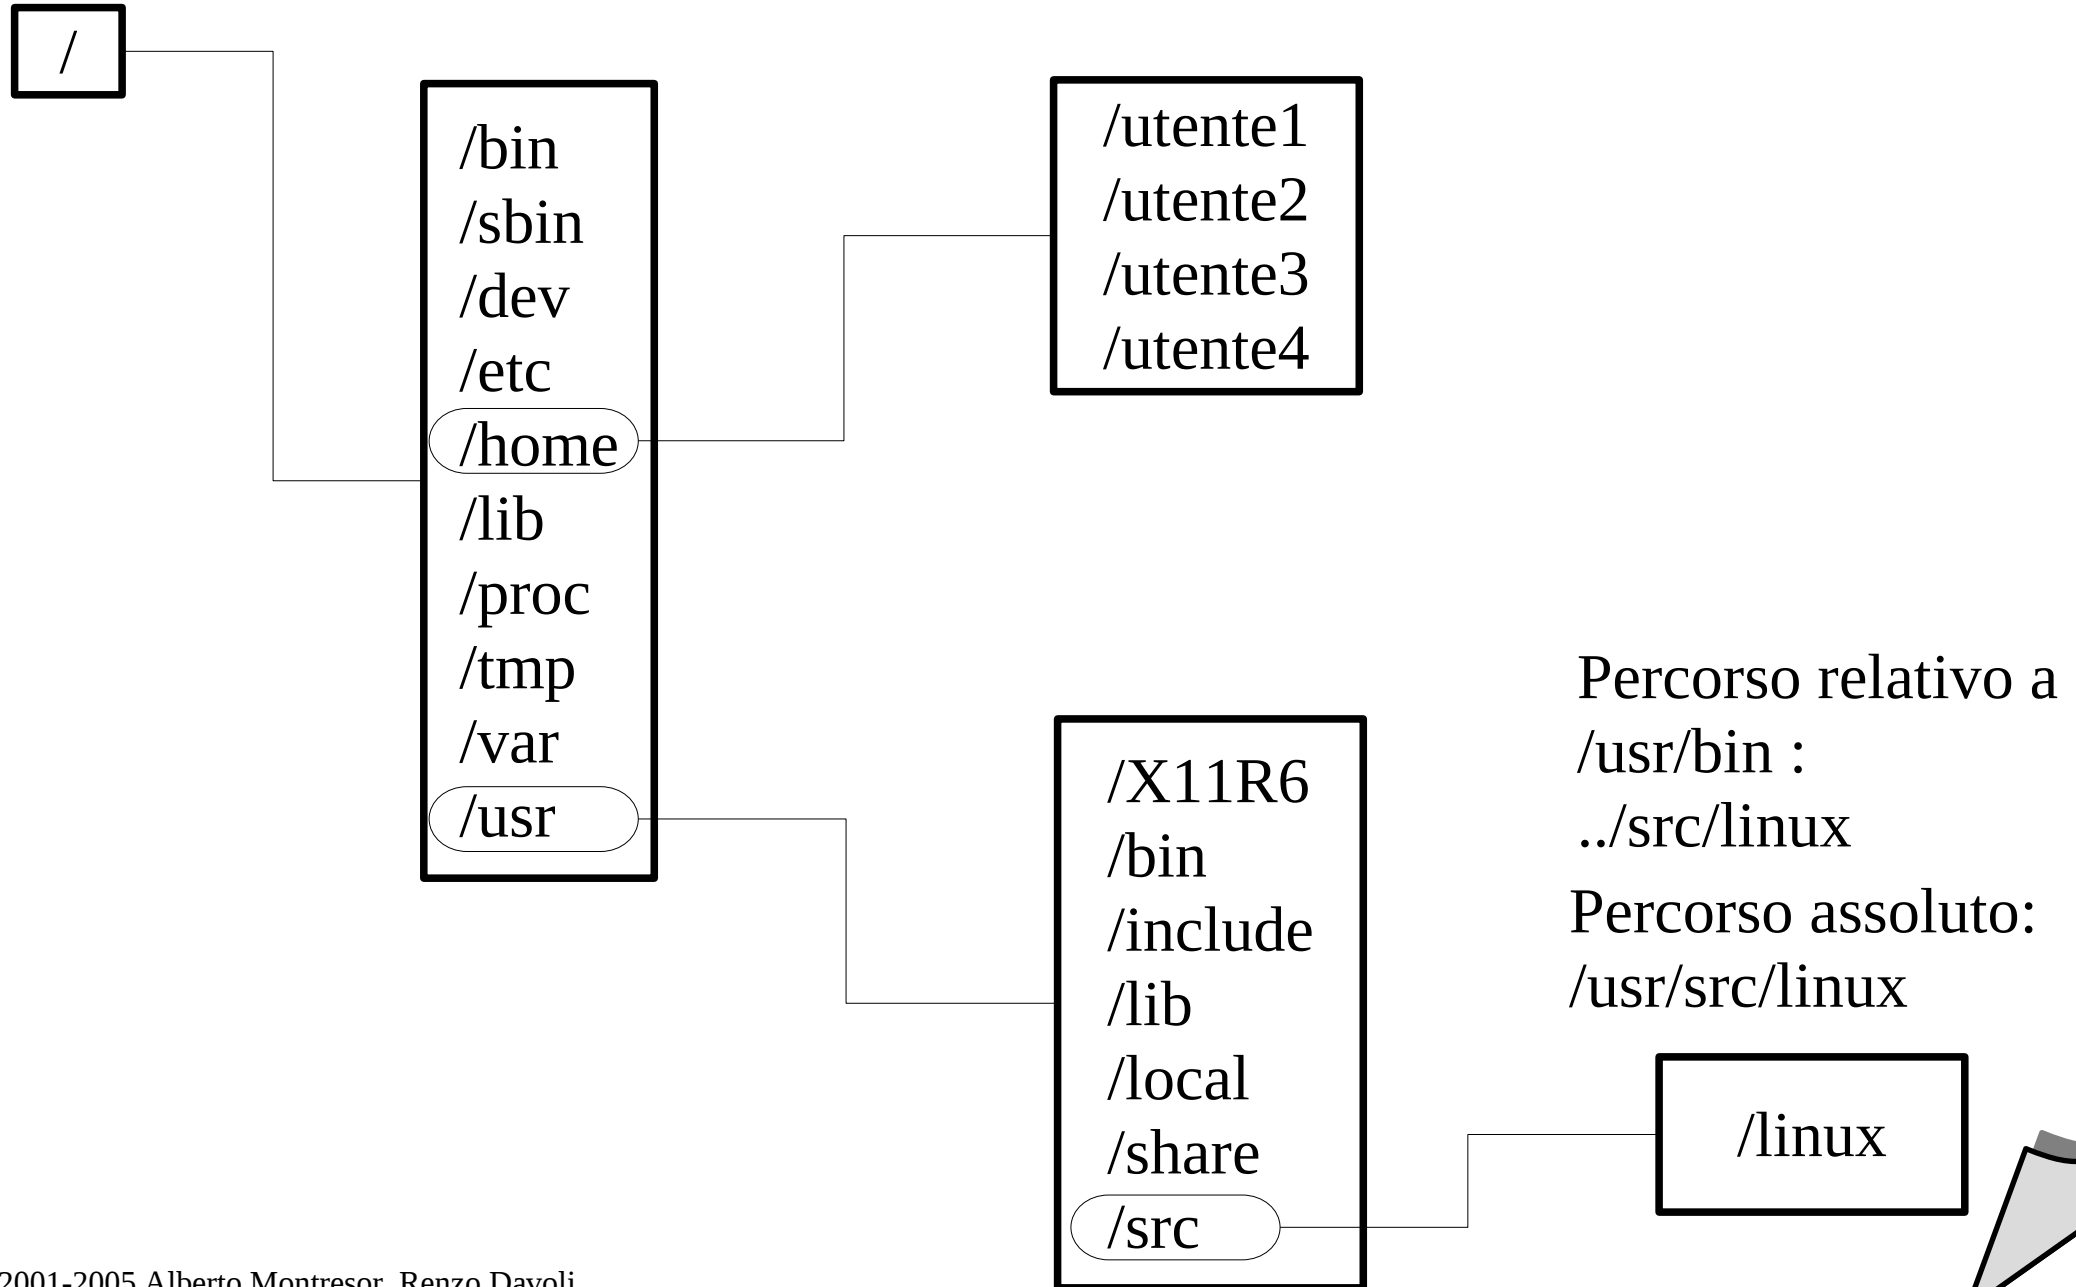 /
/bin
/sbin
/dev
/etc
/home
/lib
/proc
/tmp
/var
/usr
/utente1
/utente2
/utente3
/utente4
/X11R6
/bin
/include
/lib
/local
/share
/src
Percorso relativo a
/usr/bin :
../src/linux
Percorso assoluto:
/usr/src/linux
/linux
2001-2005 Alberto Montresor, Renzo Davoli